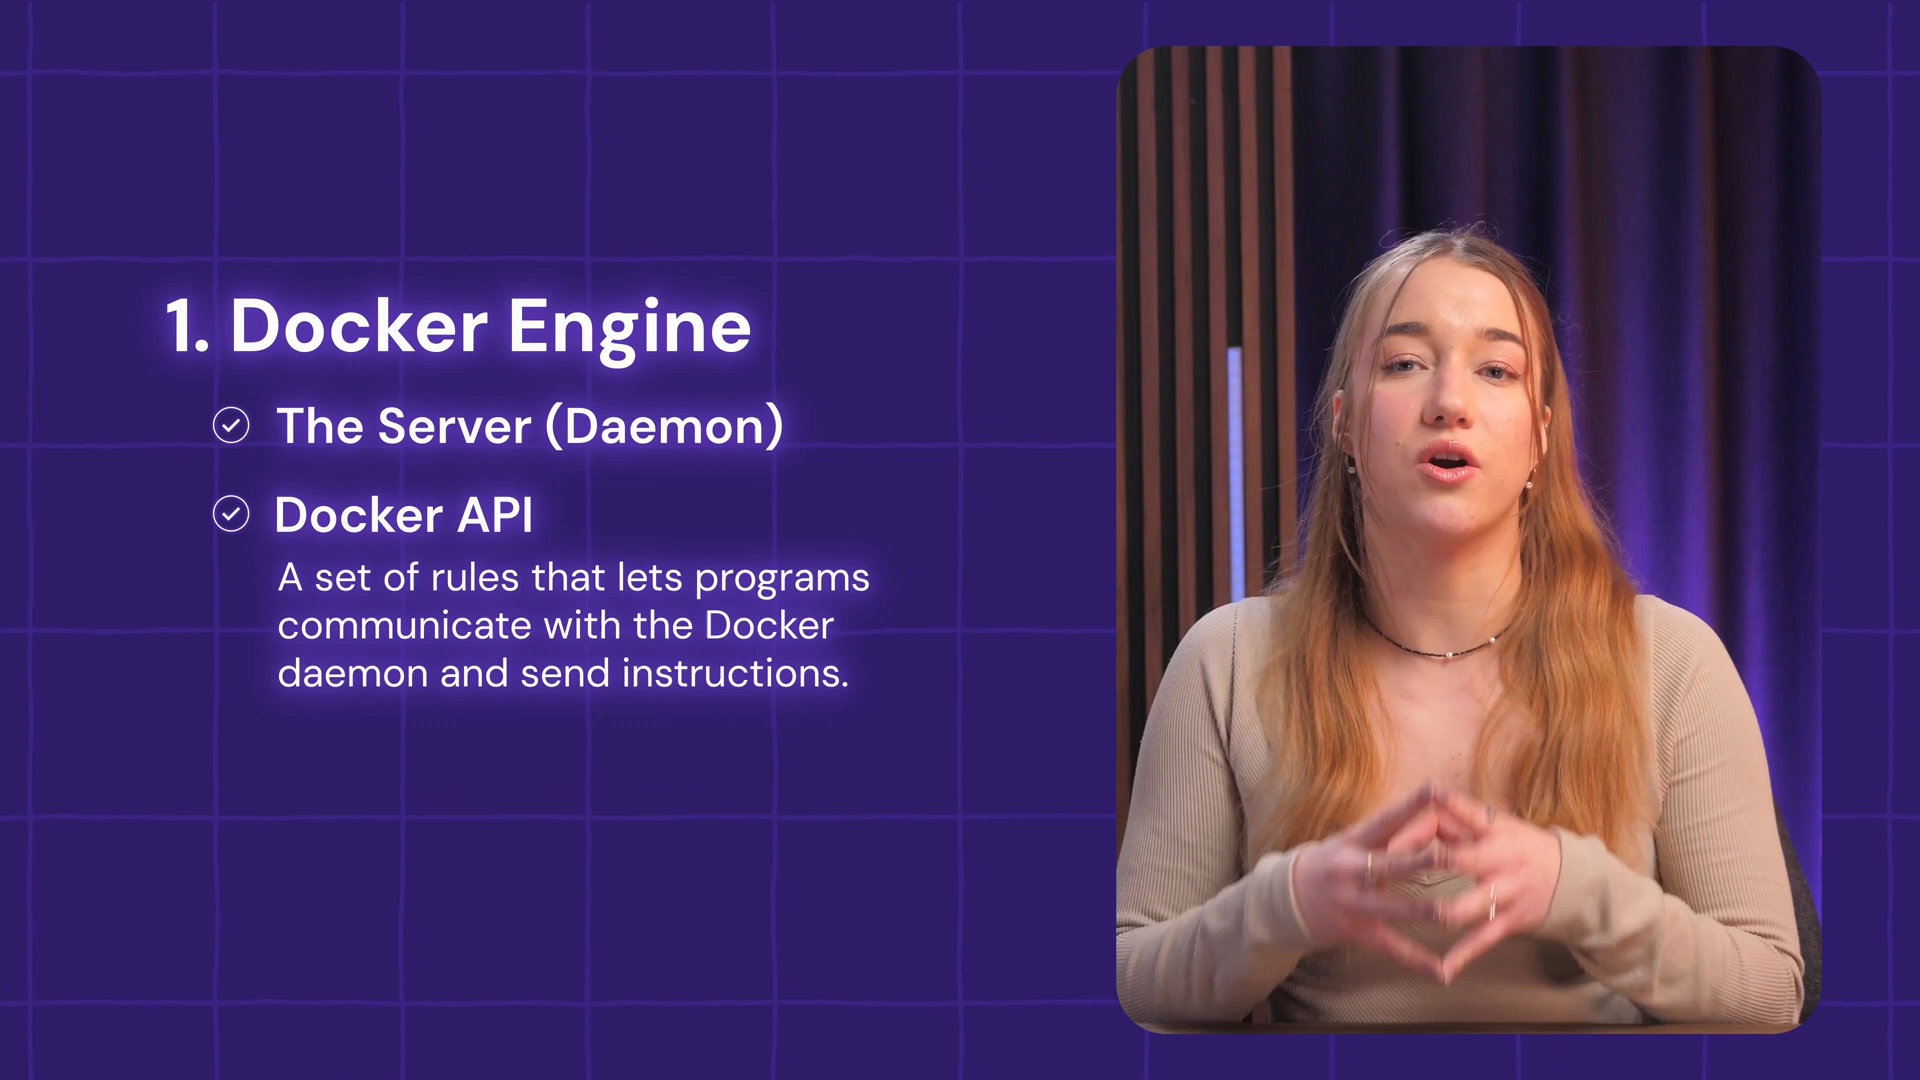 1. Docker Engine
The Server (Daemon)
Docker API
A set of rules that lets programs
communicate with the Docker
daemon and send instructions.